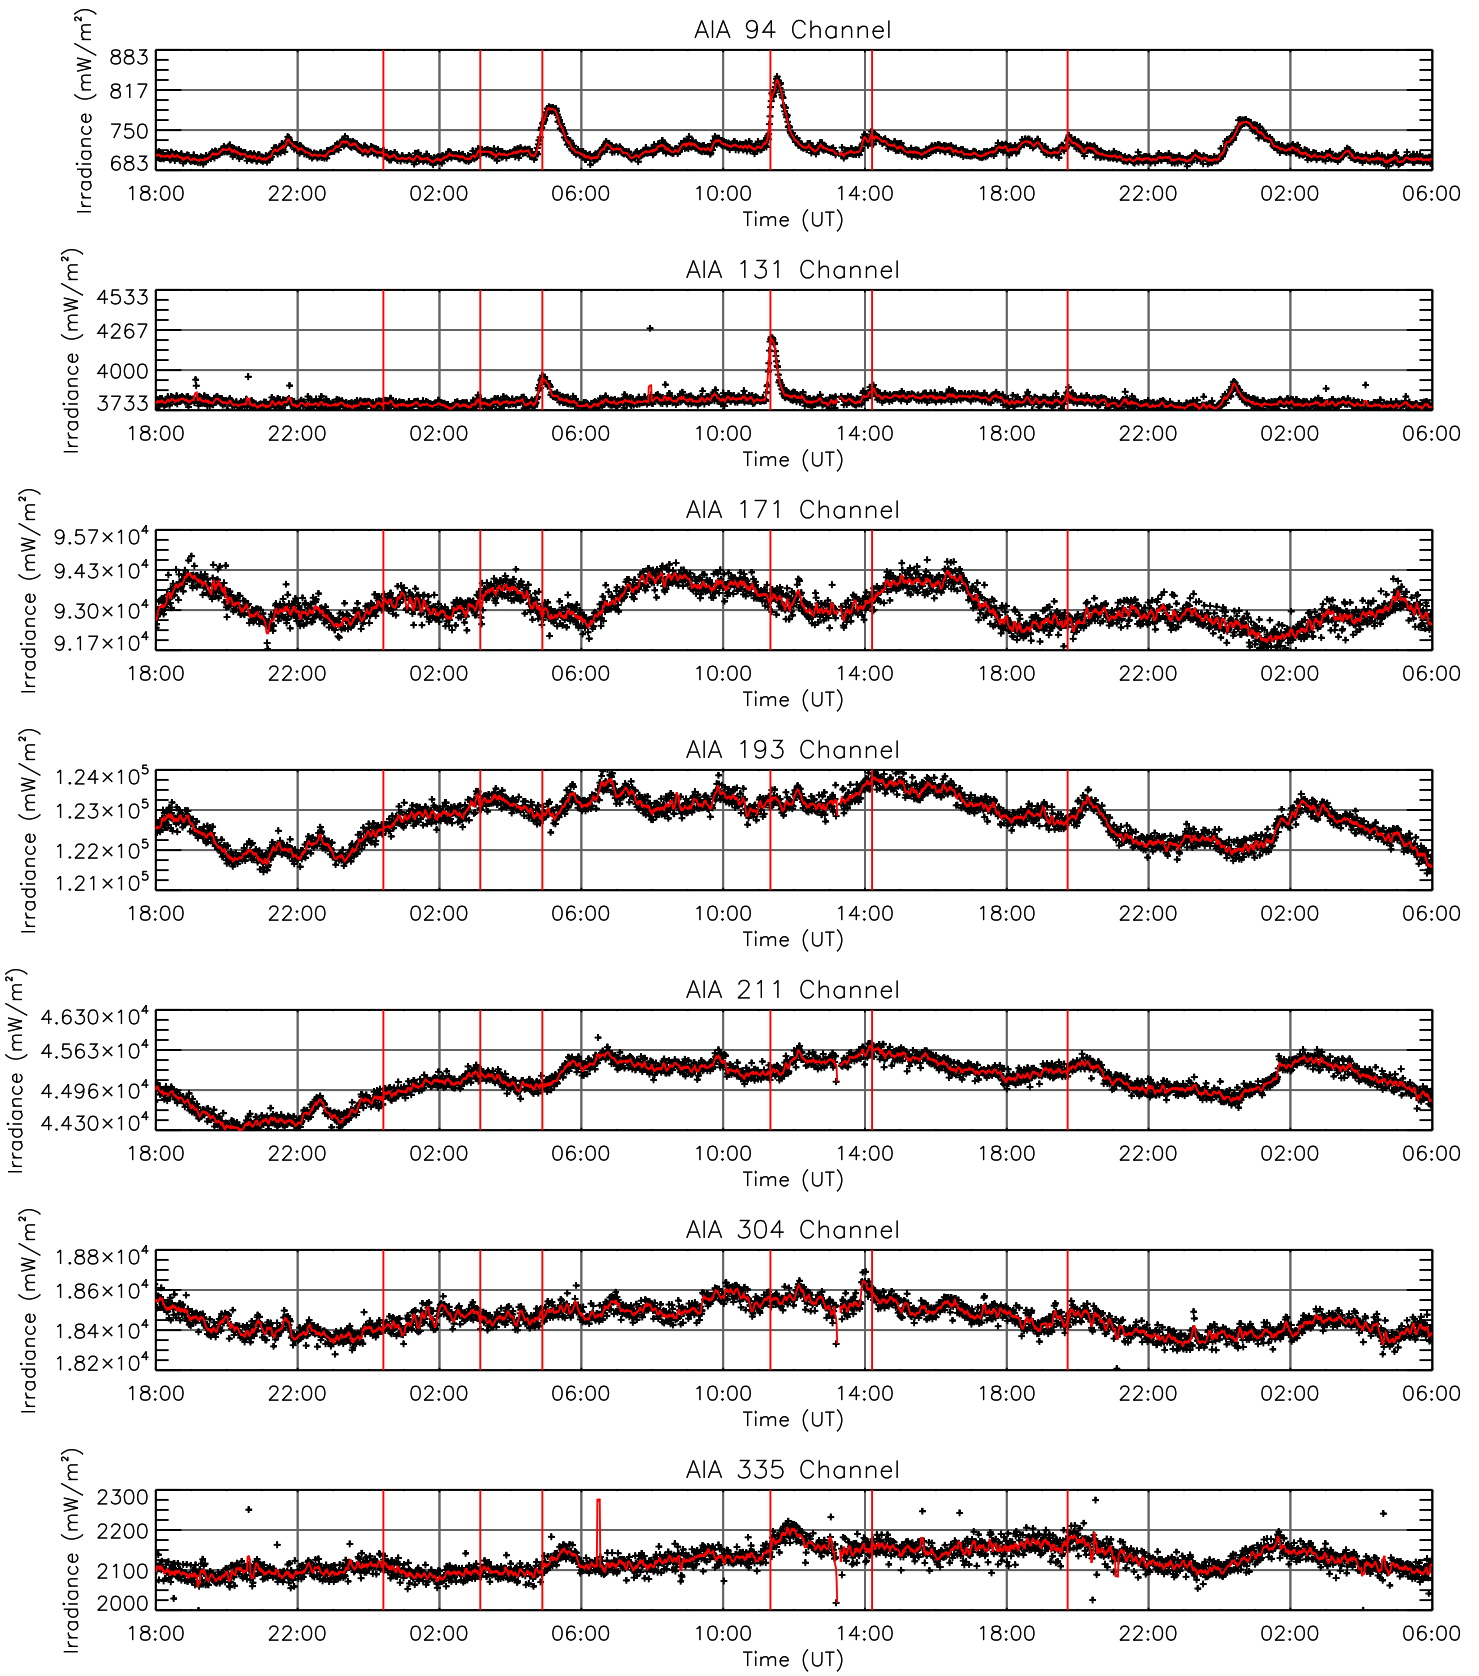 AIA 94 Channel
Irradiance (mW/m²)
883
817
750
683
18:00 22:00 02:00 06:00 10:00 14:00 18:00 22:00 02:00 06:00
Time (UT)
AIA 131 Channel
Irradiance (mW/m²)
4533
4267
4000
3733
18:00 22:00 02:00 06:00 10:00 14:00 18:00 22:00 02:00 06:00
Time (UT)
AIA 171 Channel
Irradiance (mW/m²)
9.57×10⁴
9.43×10⁴
9.30×10⁴
9.17×10⁴
18:00 22:00 02:00 06:00 10:00 14:00 18:00 22:00 02:00 06:00
Time (UT)
AIA 193 Channel
Irradiance (mW/m²)
1.24×10⁵
1.23×10⁵
1.22×10⁵
1.21×10⁵
18:00 22:00 02:00 06:00 10:00 14:00 18:00 22:00 02:00 06:00
Time (UT)
AIA 211 Channel
Irradiance (mW/m²)
4.630×10⁴
4.563×10⁴
4.496×10⁴
4.430×10⁴
18:00 22:00 02:00 06:00 10:00 14:00 18:00 22:00 02:00 06:00
Time (UT)
AIA 304 Channel
Irradiance (mW/m²)
1.88×10⁴
1.86×10⁴
1.84×10⁴
1.82×10⁴
18:00 22:00 02:00 06:00 10:00 14:00 18:00 22:00 02:00 06:00
Time (UT)
AIA 335 Channel
Irradiance (mW/m²)
2300
2200
2100
2000
18:00 22:00 02:00 06:00 10:00 14:00 18:00 22:00 02:00 06:00
Time (UT)